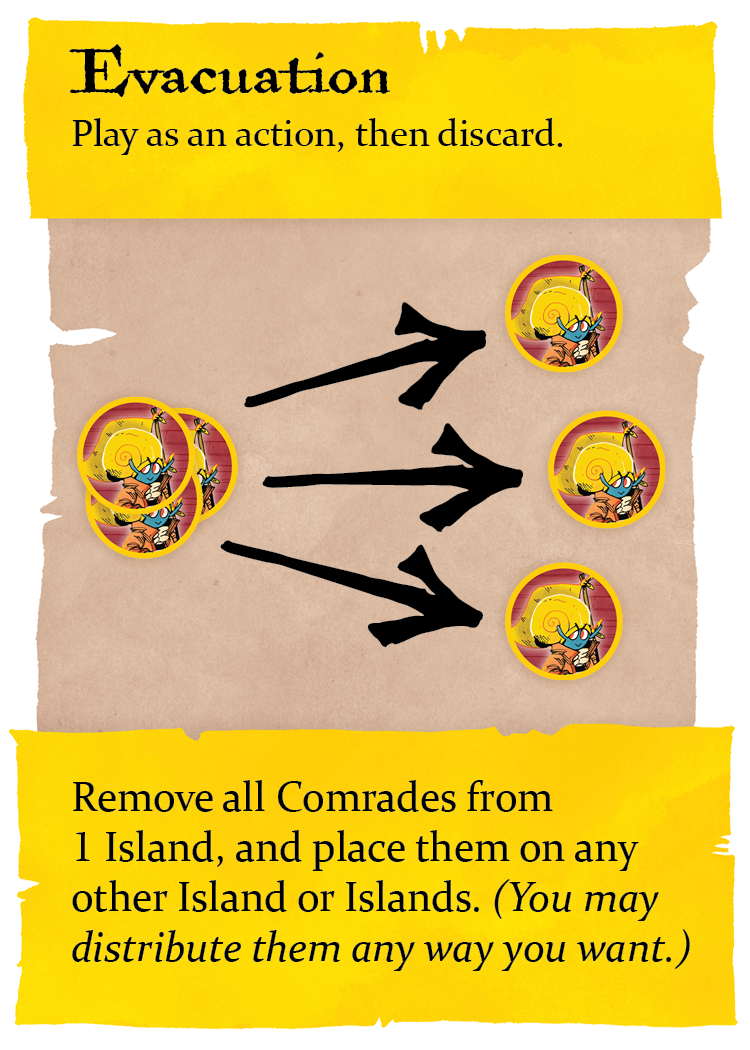 Evacuation
Play as an action, then discard.
Remove all Comrades from
1 Island, and place them on any
other Island or Islands. (You may
distribute them any way you want.)